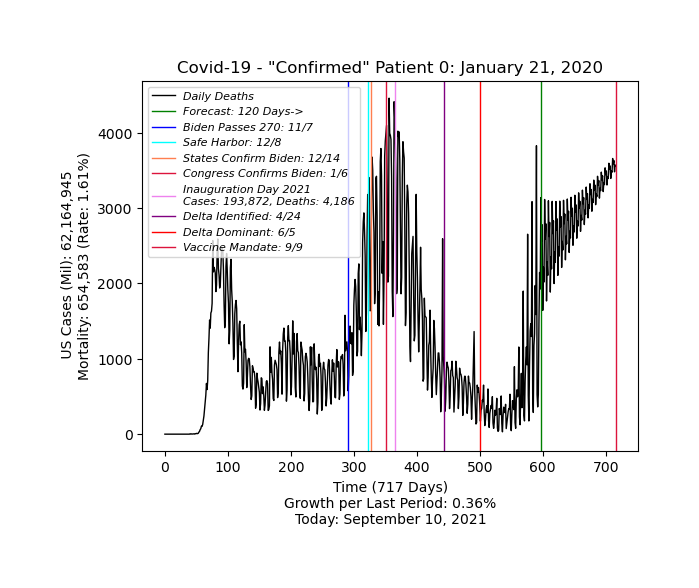 Covid-19 - "Confirmed" Patient 0: January 21, 2020
Daily Deaths
Forecast: 120 Days->
Biden Passes 270: 11/7
Safe Harbor: 12/8
States Confirm Biden: 12/14
Congress Confirms Biden: 1/6
Inauguration Day 2021
Cases: 193,872, Deaths: 4,186
Delta Identified: 4/24
Delta Dominant: 6/5
Vaccine Mandate: 9/9
US Cases (Mil): 62,164,945
Mortality: 654,583 (Rate: 1.61%)
4000
3000
2000
1000
0
0 100 200 300 400 500 600 700
Time (717 Days)
Growth per Last Period: 0.36%
Today: September 10, 2021